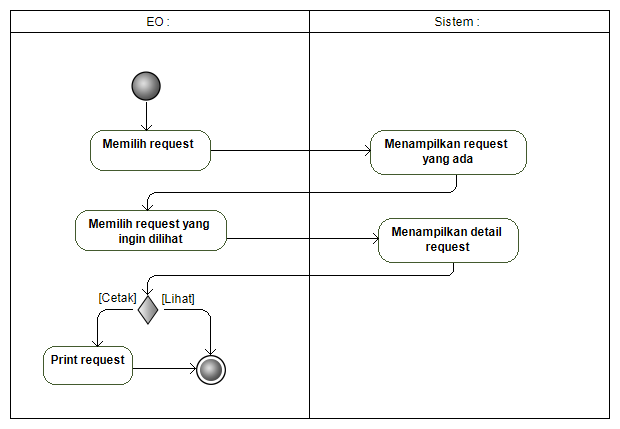 EO :
Sistem :
Memilih request
Menampilkan request
yang ada
Memilih request yang
ingin dilihat
Menampilkan detail
request
[Cetak]
[Lihat]
Print request